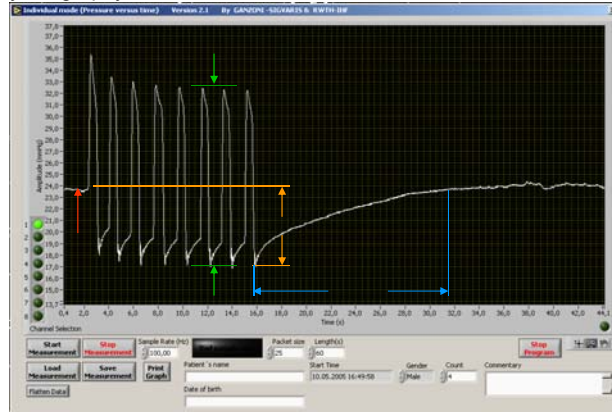 Individual mode (Pressure versus time) Version 2.1 By GANZONI -SIGVARIS & RWTH-IHF
37,0
36,0
35,0
34,0
33,0
32,0
31,0
30,0
29,0
28,0
27,0
26,0
25,0
24,0
23,0
22,0
21,0
20,0
19,0
18,0
17,0
16,0
15,0
13,7
Amplitude (mmHg)
0,4 2,0 4,0 6,0 8,0 10,0 12,0 14,0 16,0 18,0 20,0 22,0 24,0 26,0 28,0 30,0 32,0 34,0 36,0 38,0 40,0 42,0 44,1
Time (s)
1
2
3
4
5
6
7
8
Channel Selection
Start Measurement
Stop Measurement
Sample Rate (Hz)
100,00
Packet size
25
Length(s)
60
Stop Program
Load Measurement
Save Measurement
Print Graph
Patient´s name
Start Time
10.05.2005 16:49:58
Gender
Male
Count
4
Commentary
Flatten Data
Date of birth